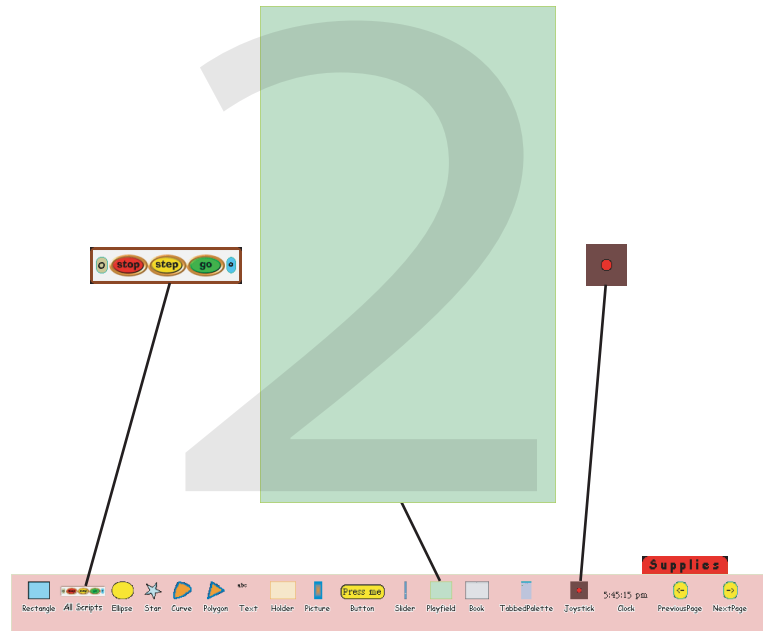 2
stop step go
Supplies
abc
Press me
5:45:15 pm
Rectangle All Scripts Ellipse Star Curve Polygon Text Holder Picture Button Slider Playfield Book TabbedPalette Joystick Clock PreviousPage NextPage